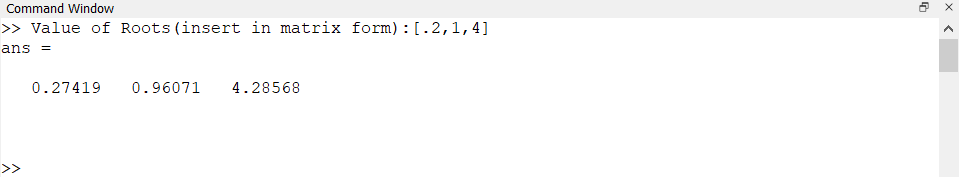 Command Window
>> Value of Roots(insert in matrix form):[.2,1,4]
ans =
0.27419 0.96071 4.28568
>>